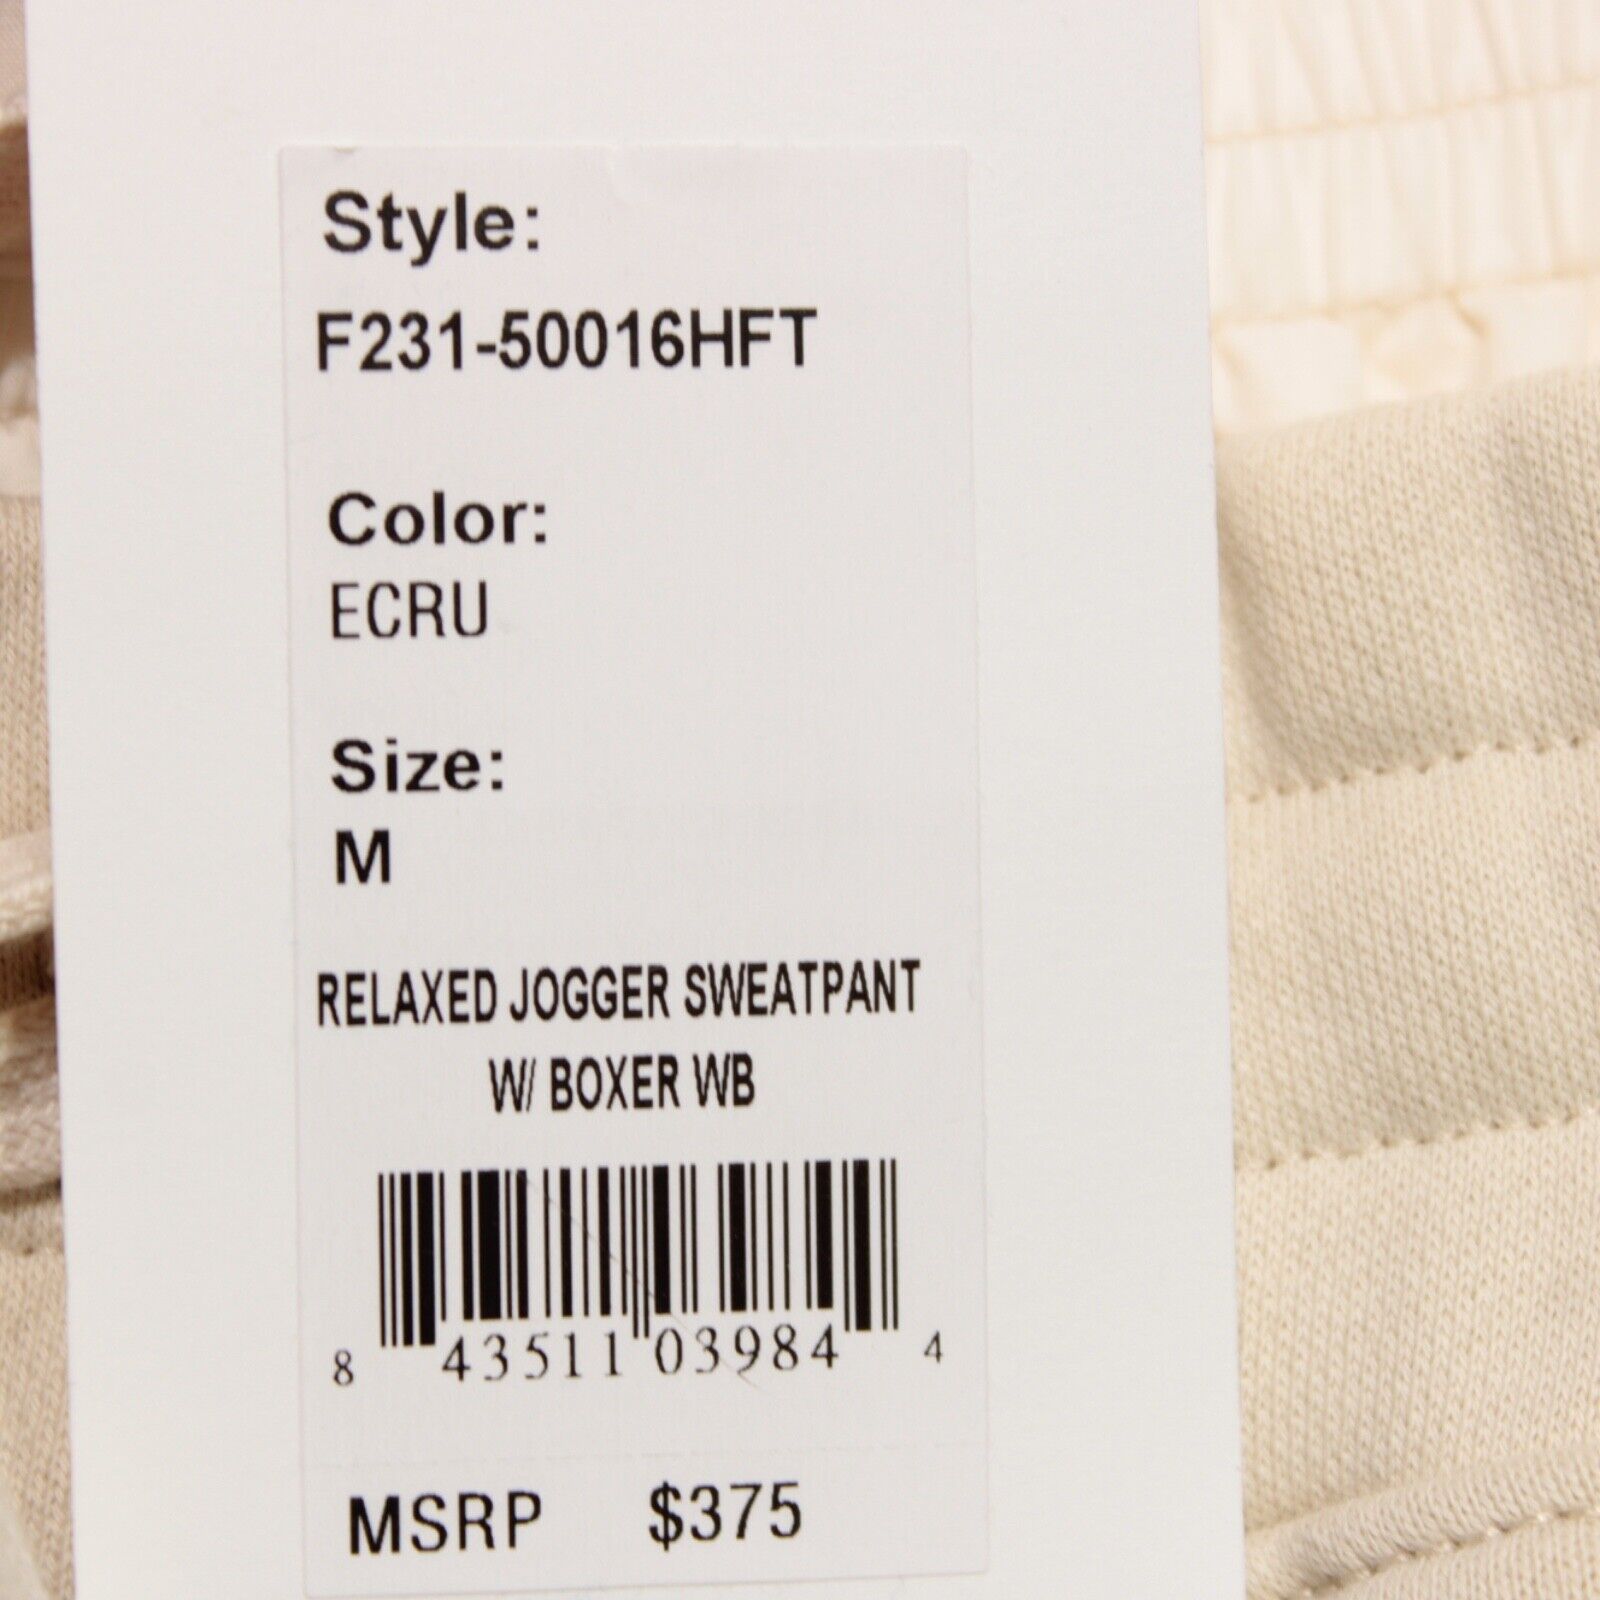 Style:
F231-50016HFT
Color:
ECRU
Size:
M
RELAXED JOGGER SWEATPANT
W/ BOXER WB
8 43511 03984 4
MSRP $375